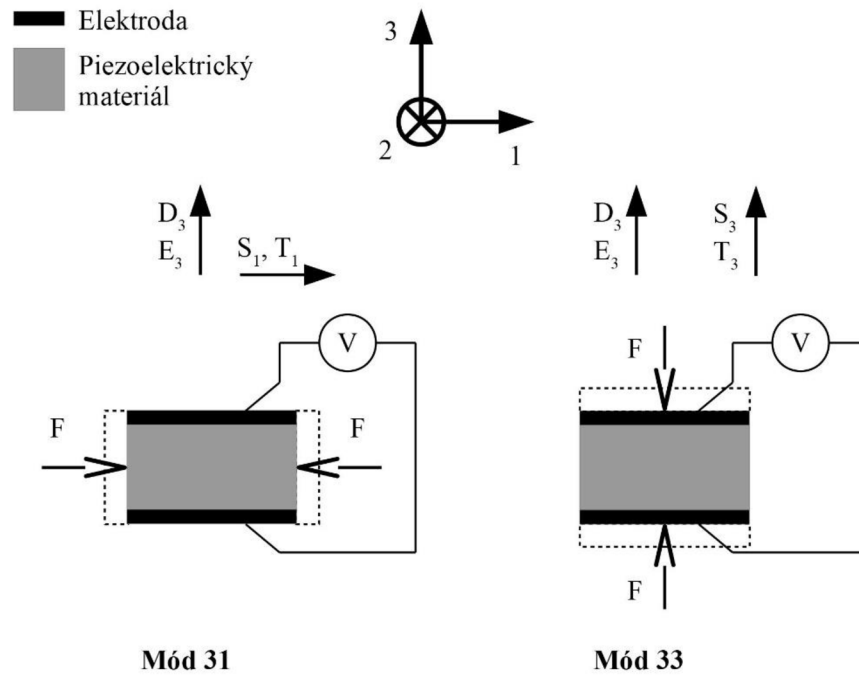 Elektroda
Piezoelektrický
materiál
3
2
1
D₃
E₃
S₁, T₁
D₃
E₃
S₃
T₃
V
F
F
V
F
F
Mód 31
Mód 33